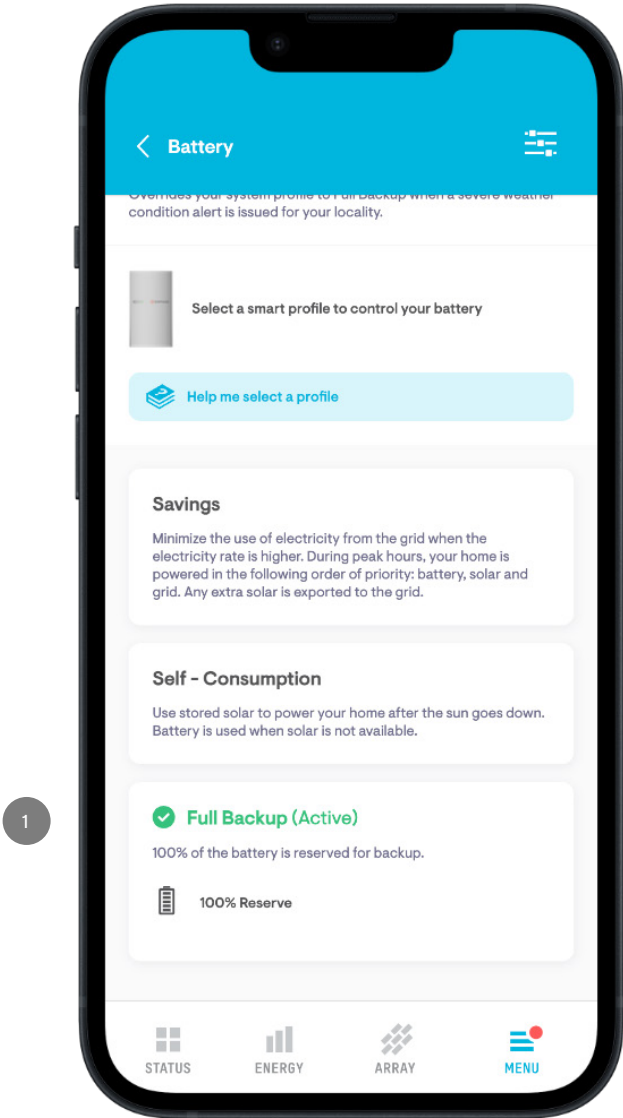 Battery
Overrides your system profile to Full Backup when a severe weather
condition alert is issued for your locality.
Select a smart profile to control your battery
Help me select a profile
Savings
Minimize the use of electricity from the grid when the
electricity rate is higher. During peak hours, your home is
powered in the following order of priority: battery, solar and
grid. Any extra solar is exported to the grid.
Self - Consumption
Use stored solar to power your home after the sun goes down.
Battery is used when solar is not available.
1
Full Backup (Active)
100% of the battery is reserved for backup.
100% Reserve
STATUS
ENERGY
ARRAY
MENU